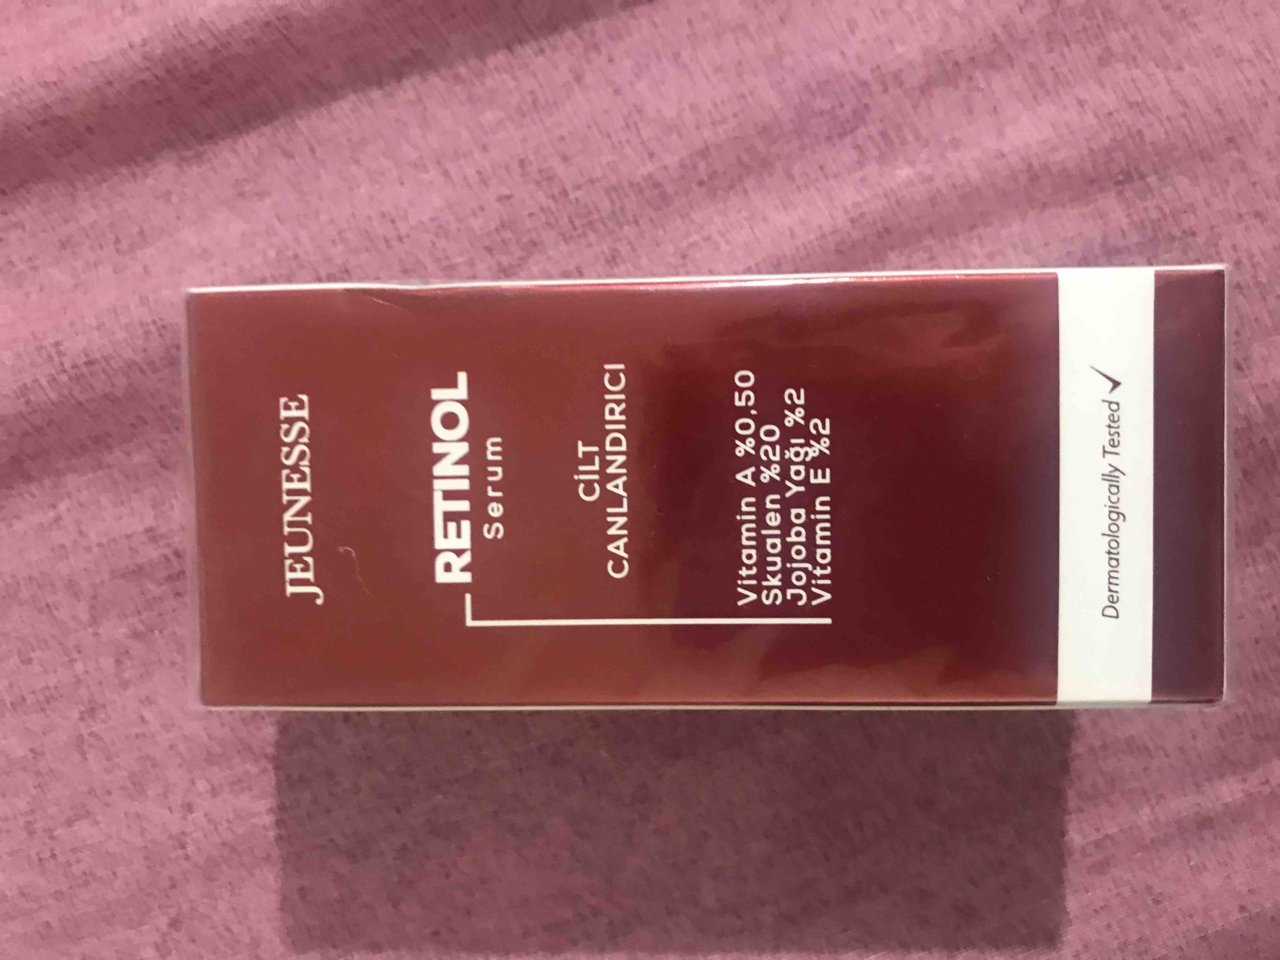 JEUNESSE
RETINOL
Serum
CİLT
CANLANDIRICI
Vitamin A %0,50
Skualen %20
Jojoba Yağı %2
Vitamin E %2
Dermatologically Tested ✓